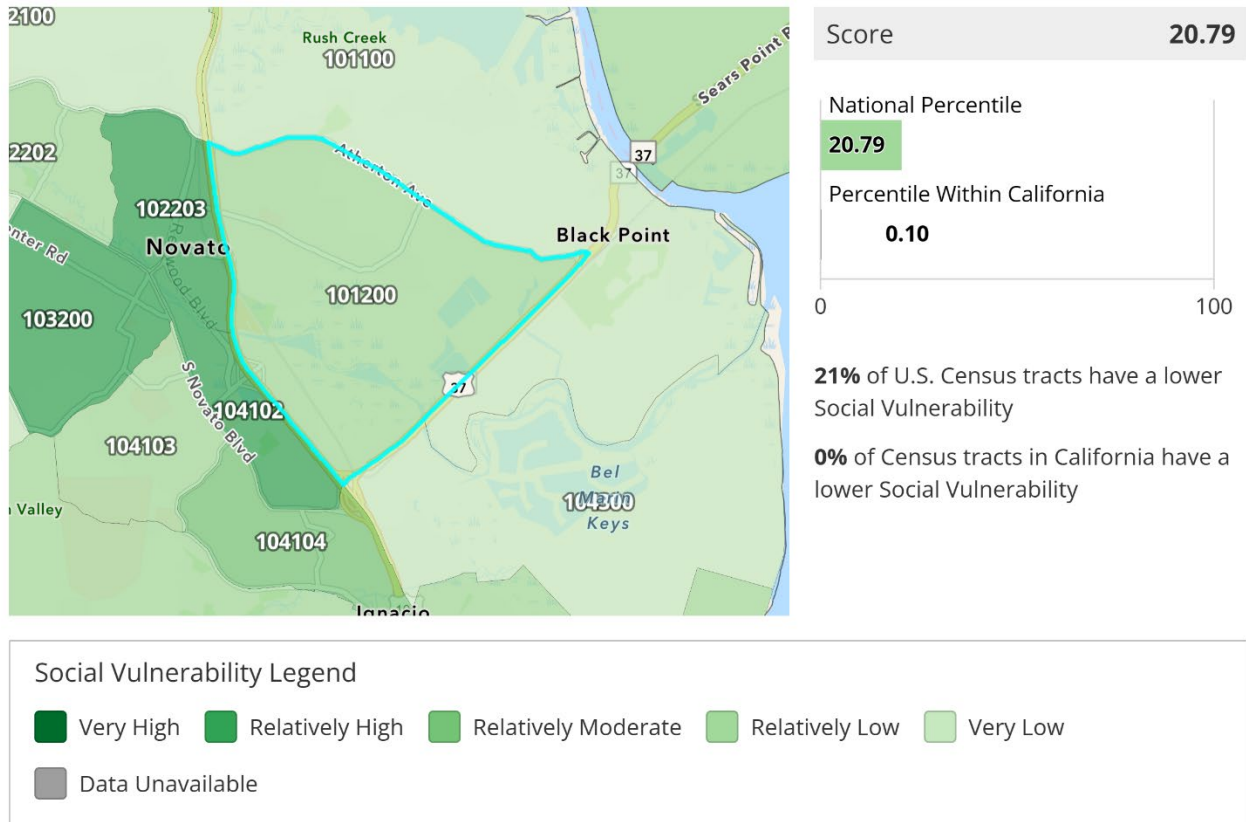 2100
Rush Creek
101100
Sears Point R
37
37
2202
Atherton Ave
102203
Novato
Redwood Blvd
Black Point
enter Rd
101200
103200
37
S Novato Blvd
104102
104103
Bel
Marin
Keys
104300
n Valley
104104
Ignacio
Score 20.79
National Percentile
20.79
Percentile Within California
0.10
0 100
21% of U.S. Census tracts have a lower
Social Vulnerability
0% of Census tracts in California have a
lower Social Vulnerability
Social Vulnerability Legend
Very High Relatively High Relatively Moderate Relatively Low Very Low
Data Unavailable